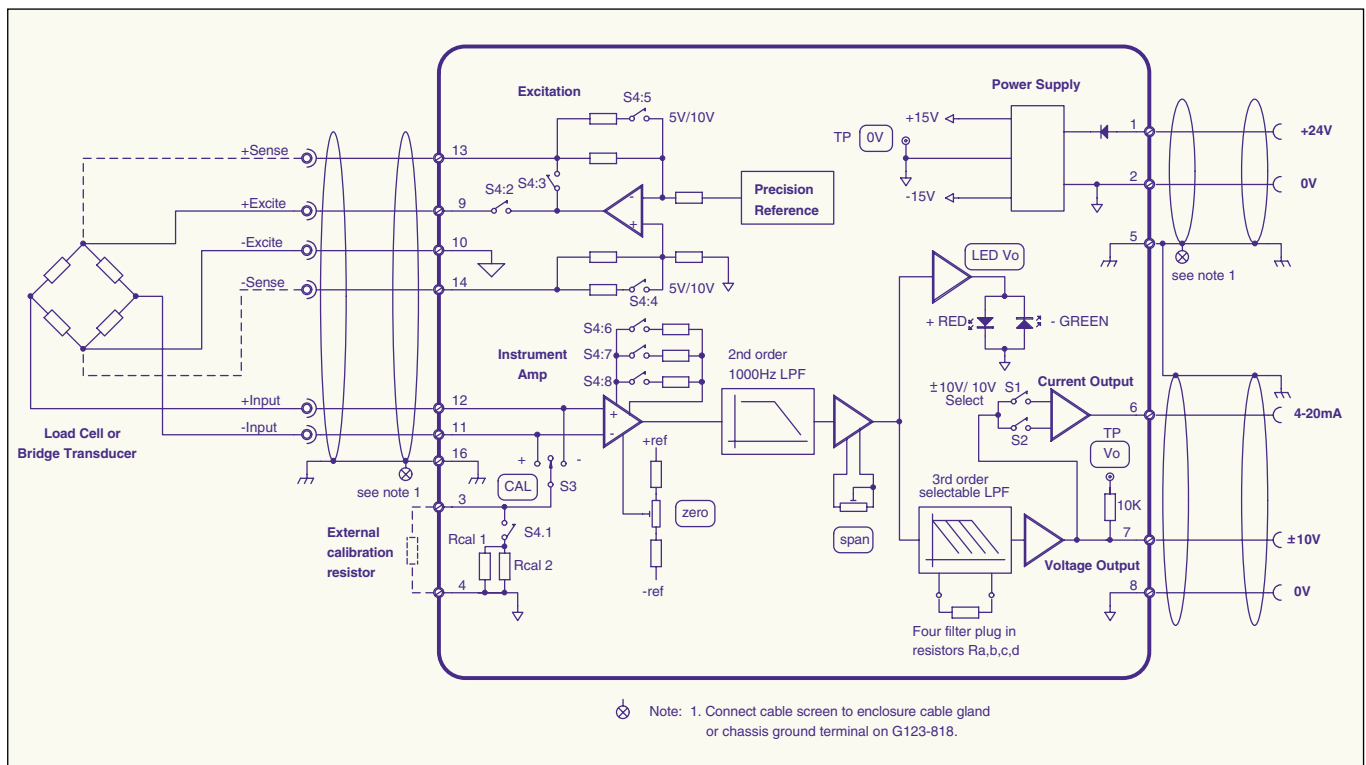 Excitation
S4:5
5V/10V
Power Supply
+15V
TP
0V
-15V
1
+24V
2
0V
+Sense
13
S4:3
S4:2
+Excite
9
Precision
Reference
-Excite
10
-Sense
14
S4:4
5V/10V
5
see note 1
LED Vo
+ RED
- GREEN
Instrument
Amp
S4:6
S4:7
S4:8
2nd order
1000Hz LPF
±10V/ 10V
Select
S1
S2
Current Output
6
4-20mA
+Input
12
+
-Input
11
-
Load Cell or
Bridge Transducer
16
see note 1
+
-
CAL
S3
+ref
zero
-ref
span
TP
Vo
10K
3rd order
selectable LPF
7
±10V
Voltage Output
8
0V
3
External
calibration
resistor
S4.1
Rcal 1
Rcal 2
4
Four filter plug in
resistors Ra,b,c,d
-
+
Note: 1. Connect cable screen to enclosure cable gland
or chassis ground terminal on G123-818.